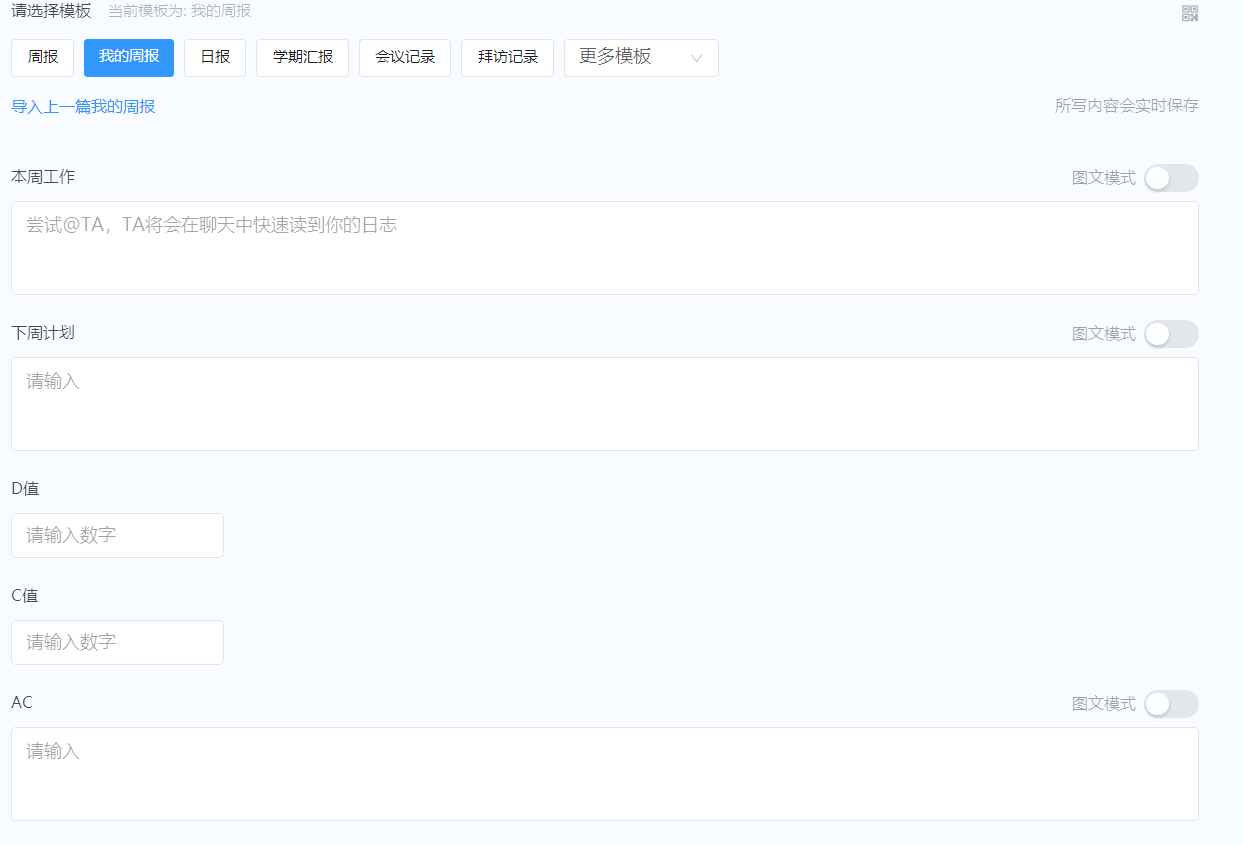 请选择模板 当前模板为: 我的周报
周报 我的周报 日报 学期汇报 会议记录 拜访记录 更多模板
导入上一篇我的周报 所写内容会实时保存
本周工作 图文模式
尝试@TA，TA将会在聊天中快速读到你的日志
下周计划 图文模式
请输入
D值
请输入数字
C值
请输入数字
AC 图文模式
请输入